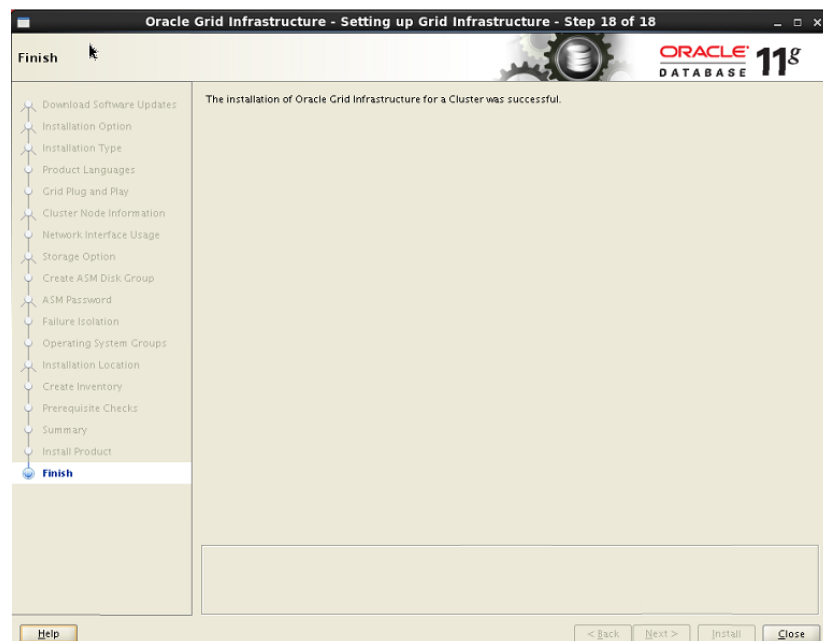 Oracle Grid Infrastructure - Setting up Grid Infrastructure - Step 18 of 18
Finish
ORACLE
DATABASE
11g
Download Software Updates
Installation Option
Installation Type
Product Languages
Grid Plug and Play
Cluster Node Information
Network Interface Usage
Storage Option
Create ASM Disk Group
ASM Password
Failure Isolation
Operating System Groups
Installation Location
Create Inventory
Prerequisite Checks
Summary
Install Product
Finish
The installation of Oracle Grid Infrastructure for a Cluster was successful.
Help
< Back
Next >
Install
Close